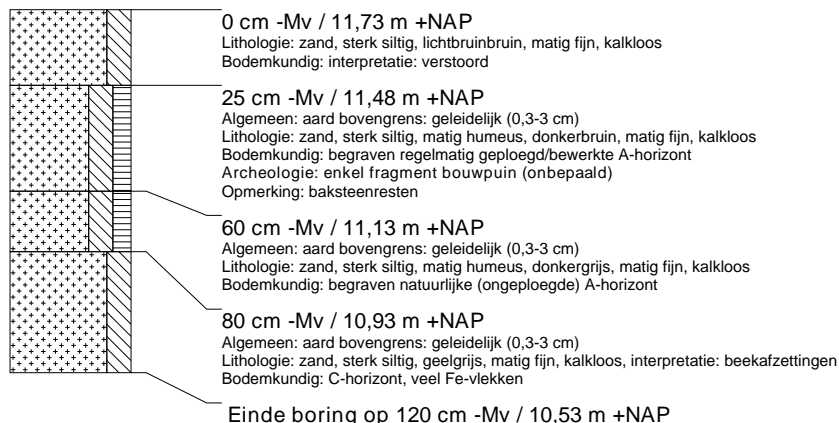 0 cm -Mv / 11,73 m +NAP
Lithologie: zand, sterk siltig, lichtbruinbruin, matig fijn, kalkloos
Bodemkundig: interpretatie: verstoord
25 cm -Mv / 11,48 m +NAP
Algemeen: aard bovengrens: geleidelijk (0,3-3 cm)
Lithologie: zand, sterk siltig, matig humeus, donkerbruin, matig fijn, kalkloos
Bodemkundig: begraven regelmatig geploegd/bewerkte A-horizont
Archeologie: enkel fragment bouwpuin (onbepaald)
Opmerking: baksteenresten
60 cm -Mv / 11,13 m +NAP
Algemeen: aard bovengrens: geleidelijk (0,3-3 cm)
Lithologie: zand, sterk siltig, matig humeus, donkergrijs, matig fijn, kalkloos
Bodemkundig: begraven natuurlijke (ongeploegde) A-horizont
80 cm -Mv / 10,93 m +NAP
Algemeen: aard bovengrens: geleidelijk (0,3-3 cm)
Lithologie: zand, sterk siltig, geelgrijs, matig fijn, kalkloos, interpretatie: beekafzettingen
Bodemkundig: C-horizont, veel Fe-vlekken
Einde boring op 120 cm -Mv / 10,53 m +NAP